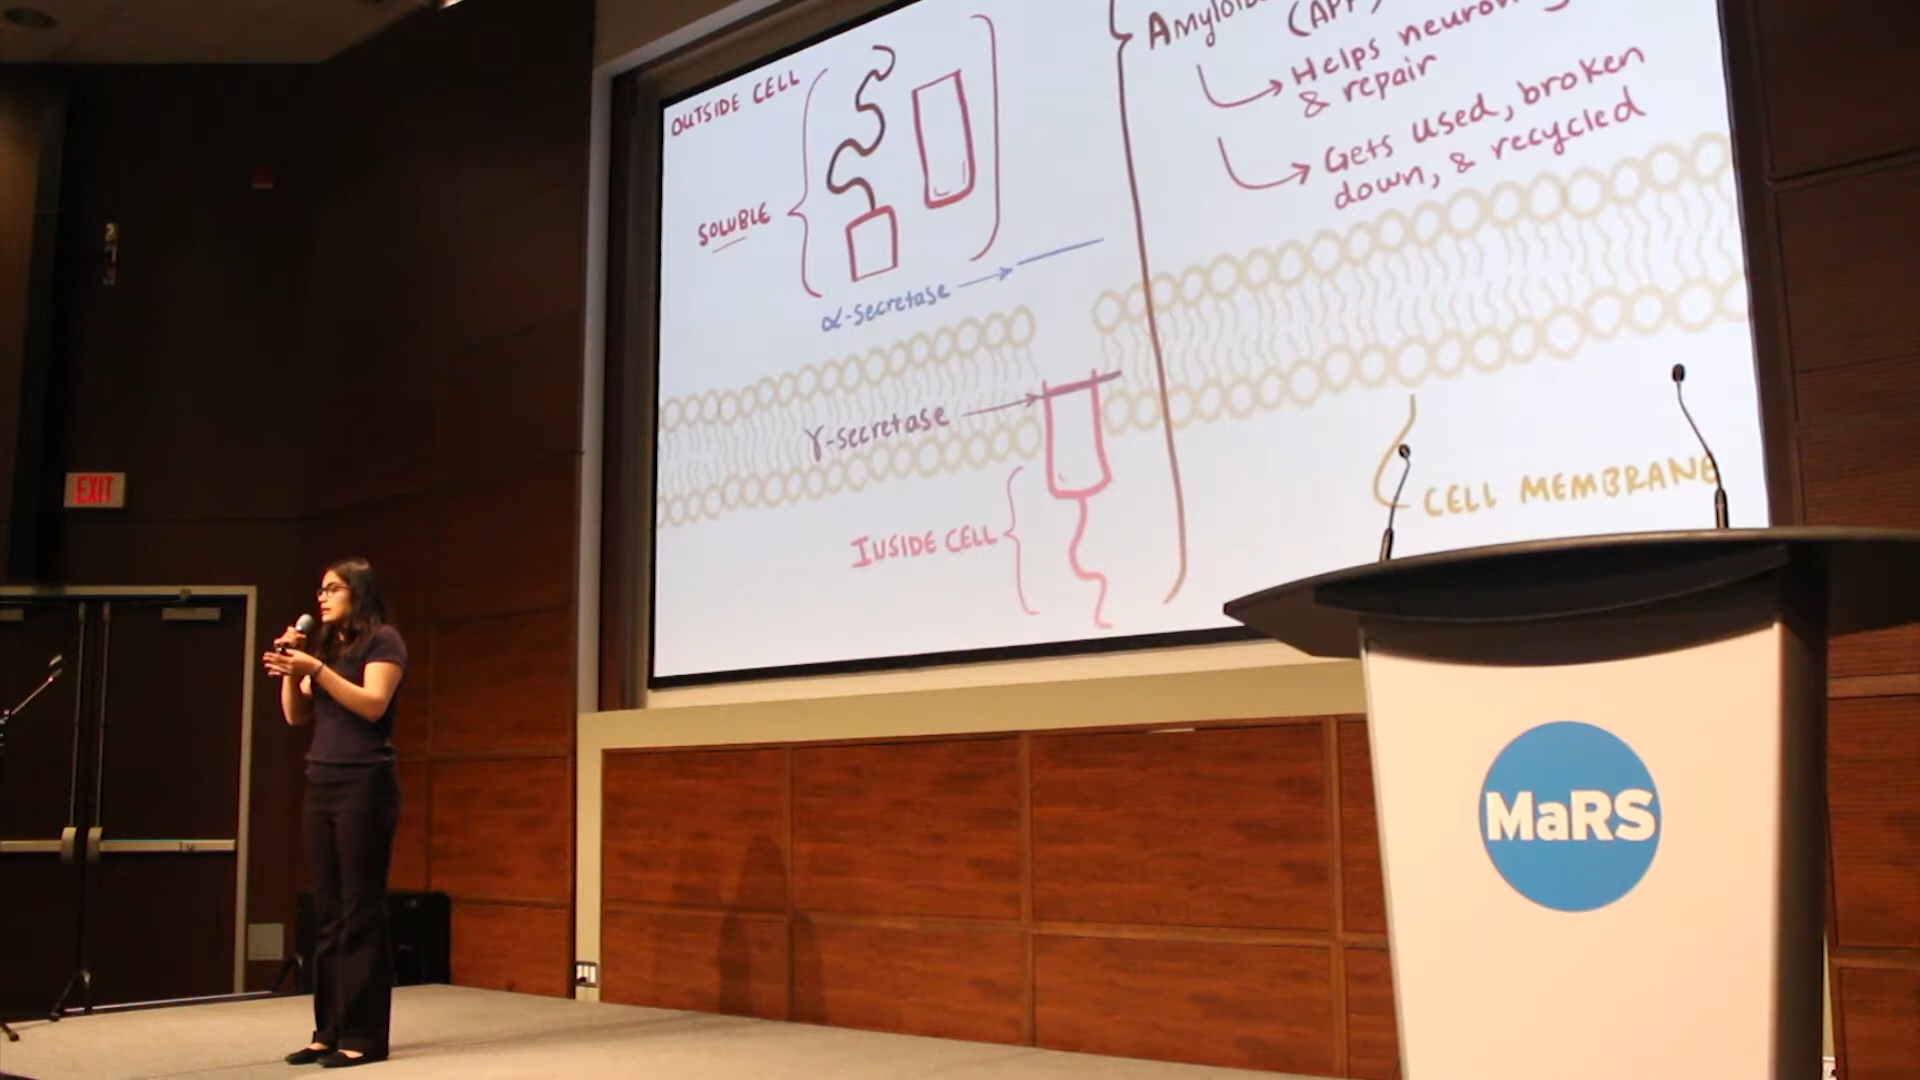 OUTSIDE CELL
SOLUBLE
α-secretase
γ-secretase
INSIDE CELL
(APP)
Helps neuron
& repair
Gets used, broken
down, & recycled
CELL MEMBRANE
EXIT
MaRS